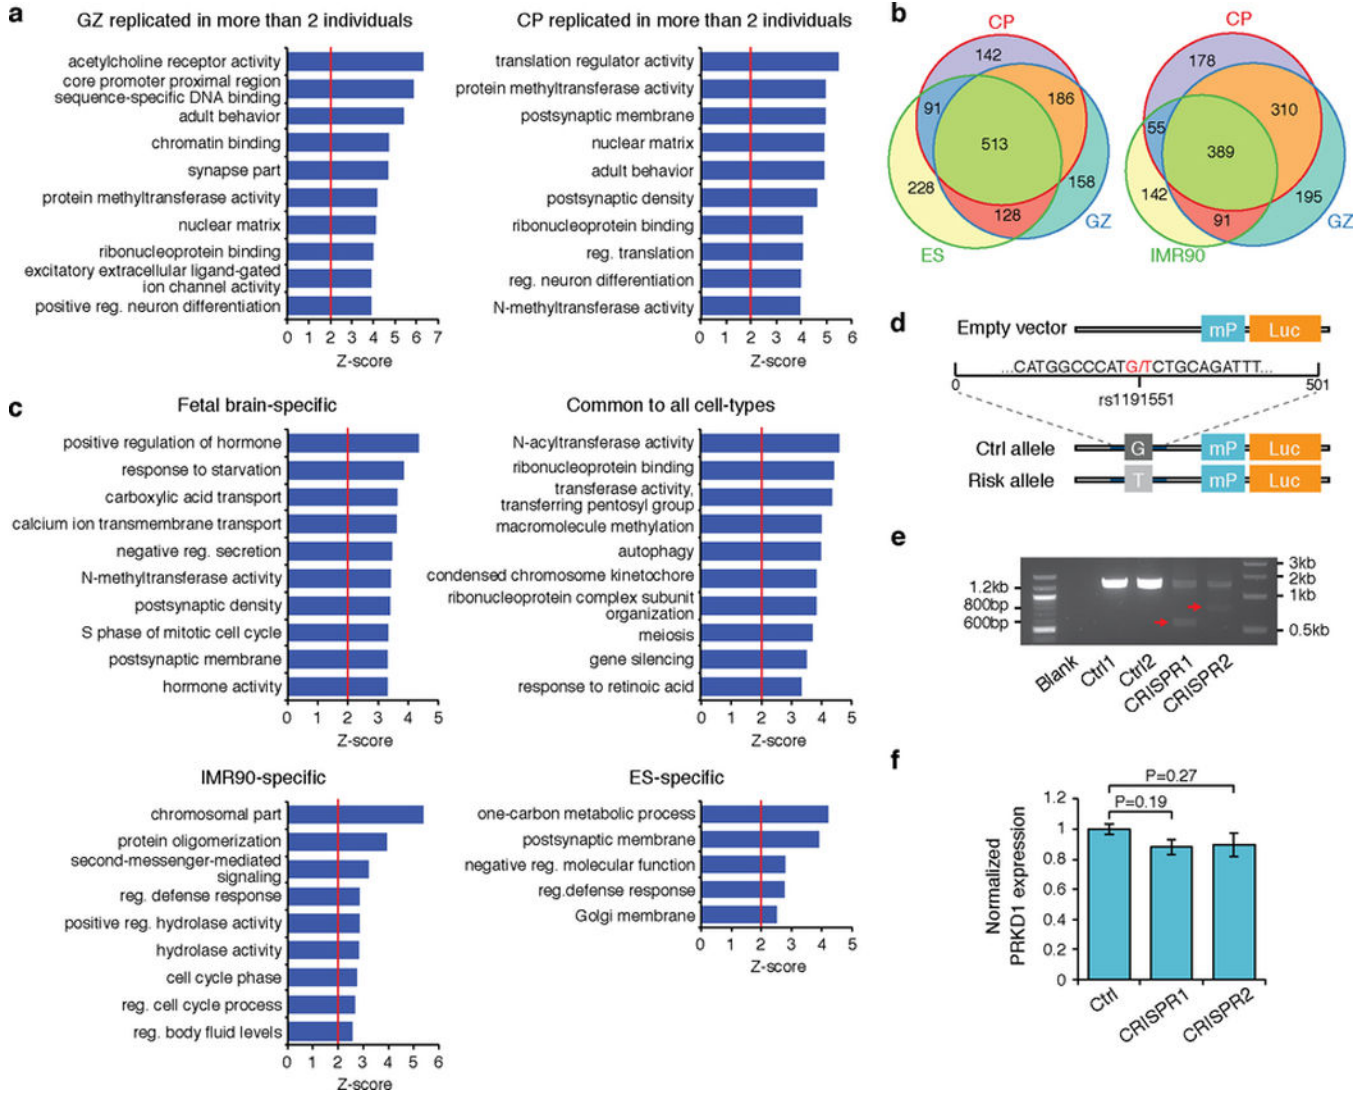 a
GZ replicated in more than 2 individuals
acetylcholine receptor activity
core promoter proximal region
sequence-specific DNA binding
adult behavior
chromatin binding
synapse part
protein methyltransferase activity
nuclear matrix
ribonucleoprotein binding
excitatory extracellular ligand-gated
ion channel activity
positive reg. neuron differentiation
0 1 2 3 4 5 6 7
Z-score
CP replicated in more than 2 individuals
translation regulator activity
protein methyltransferase activity
postsynaptic membrane
nuclear matrix
adult behavior
postsynaptic density
ribonucleoprotein binding
reg. translation
reg. neuron differentiation
N-methyltransferase activity
0 1 2 3 4 5 6
Z-score
b
CP
142
91
186
513
228
158
128
GZ
ES
CP
178
310
55
389
142
195
91
GZ
IMR90
c
Fetal brain-specific
positive regulation of hormone
response to starvation
carboxylic acid transport
calcium ion transmembrane transport
negative reg. secretion
N-methyltransferase activity
postsynaptic density
S phase of mitotic cell cycle
postsynaptic membrane
hormone activity
0 1 2 3 4 5
Z-score
Common to all cell-types
N-acyltransferase activity
ribonucleoprotein binding
transferase activity,
transferring pentosyl group
macromolecule methylation
autophagy
condensed chromosome kinetochore
ribonucleoprotein complex subunit
organization
meiosis
gene silencing
response to retinoic acid
0 1 2 3 4 5
Z-score
IMR90-specific
chromosomal part
protein oligomerization
second-messenger-mediated
signaling
reg. defense response
positive reg. hydrolase activity
hydrolase activity
cell cycle phase
reg. cell cycle process
reg. body fluid levels
0 1 2 3 4 5 6
Z-score
ES-specific
one-carbon metabolic process
postsynaptic membrane
negative reg. molecular function
reg.defense response
Golgi membrane
0 1 2 3 4 5
Z-score
d
Empty vector
mP Luc
...CATGGCCCATG/TCTGCAGATTT...
0 501
rs1191551
Ctrl allele
G mP Luc
Risk allele
T mP Luc
e
1.2kb
800bp
600bp
3kb
2kb
1kb
0.5kb
Blank
Ctrl1
Ctrl2
CRISPR1
CRISPR2
f
P=0.27
P=0.19
Normalized
PRKD1 expression
1.2
1
0.8
0.6
0.4
0.2
0
Ctrl
CRISPR1
CRISPR2